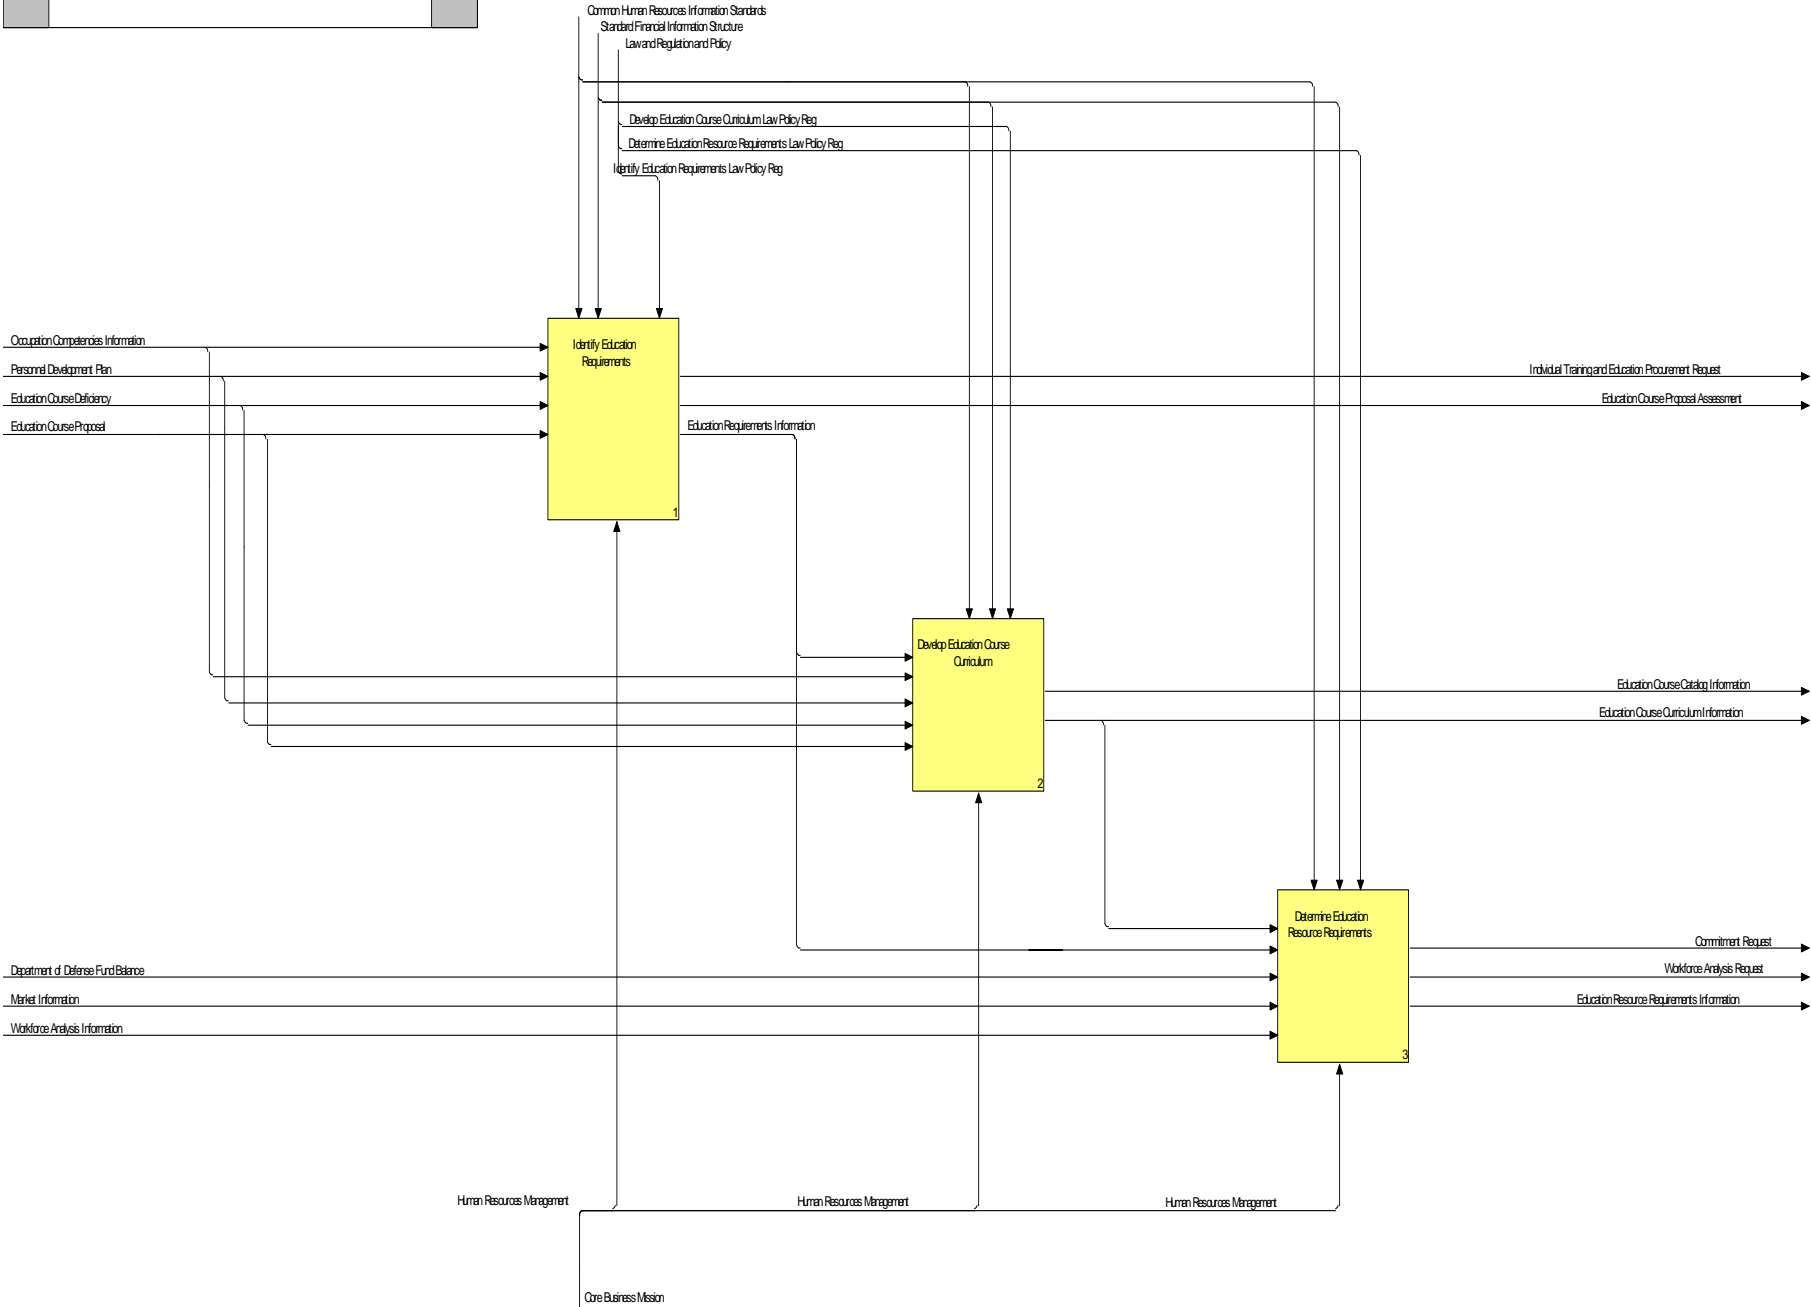 Common Human Resources Information Standards
Standard Financial Information Structure
Law and Regulation and Policy
Develop Education Course Curriculum Law Policy Reg
Determine Education Resource Requirements Law Policy Reg
Identify Education Requirements Law Policy Reg
Occupation Competencies Information
Personnel Development Plan
Education Course Deficiency
Education Course Proposal
Identify Education
Requirements
1
Individual Training and Education Procurement Request
Education Course Proposal Assessment
Education Requirements Information
Develop Education Course
Curriculum
2
Education Course Catalog Information
Education Course Curriculum Information
Determine Education
Resource Requirements
3
Department of Defense Fund Balance
Market Information
Workforce Analysis Information
Commitment Request
Workforce Analysis Request
Education Resource Requirements Information
Human Resources Management
Human Resources Management
Human Resources Management
Core Business Mission